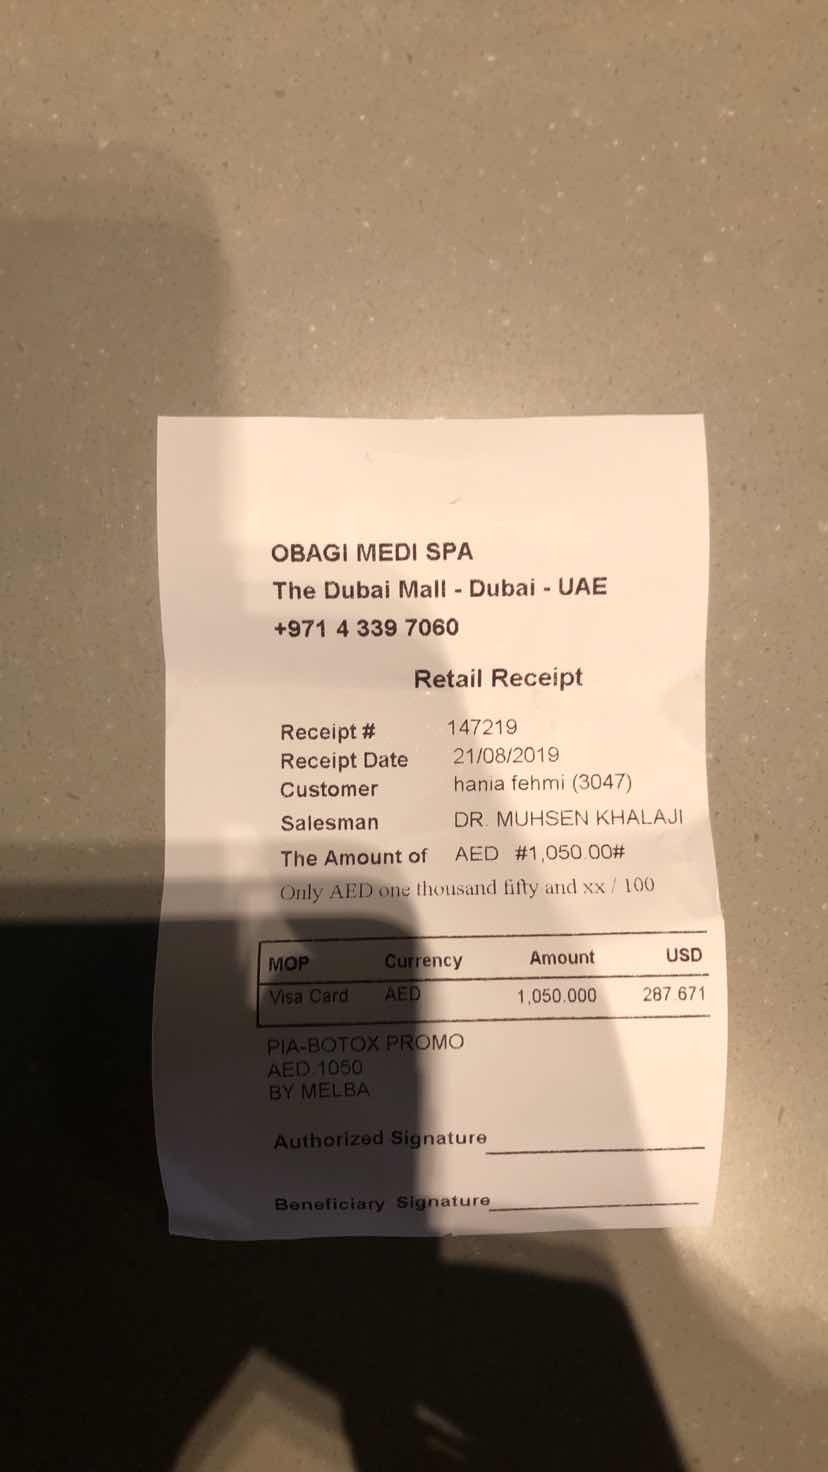 OBAGI MEDI SPA
The Dubai Mall - Dubai - UAE
+971 4 339 7060
Retail Receipt
Receipt # 147219
Receipt Date 21/08/2019
Customer hania fehmi (3047)
Salesman DR. MUHSEN KHALAJI
The Amount of AED #1,050.00#
Only AED one thousand fifty and xx / 100
MOP Currency Amount USD
Visa Card AED 1,050.000 287.671
PIA-BOTOX PROMO
AED.1050
BY MELBA
Authorized Signature
Beneficiary Signature